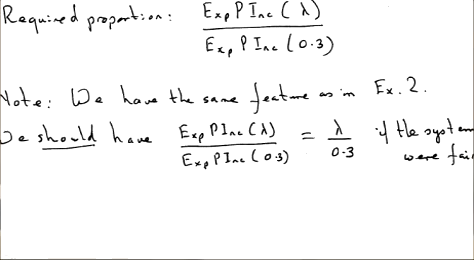 Required proportion: Exp P Inc (λ) / Exp P Inc (0.3)
Note: We have the same feature as in Ex. 2.
We should have Exp P Inc (λ) / Exp P Inc (0.3) = λ / 0.3 if the system
were fair